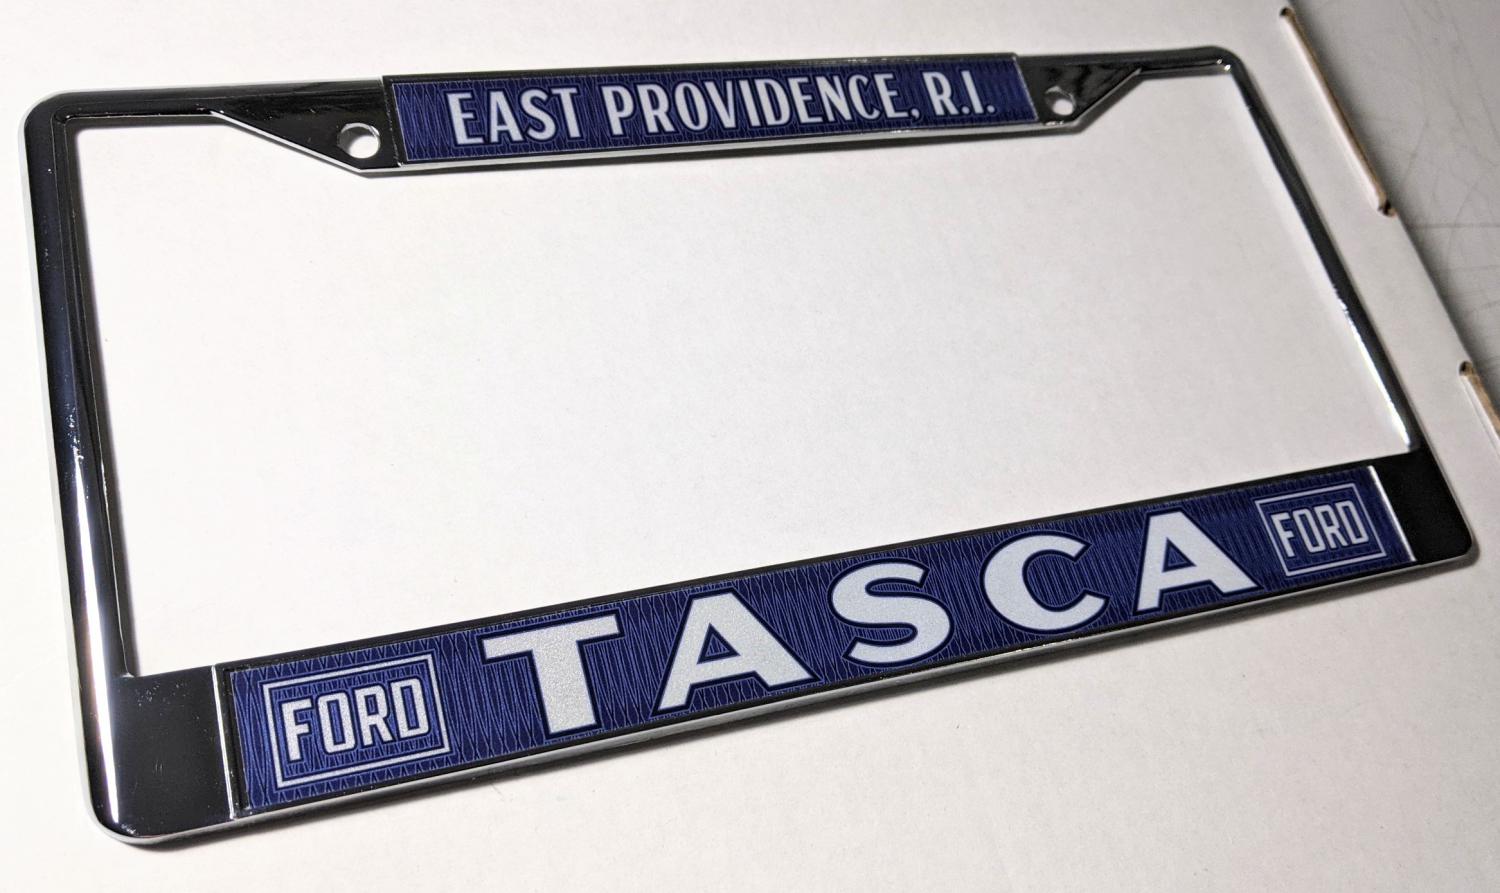 EAST PROVIDENCE, R.I.
FORD TASCA FORD